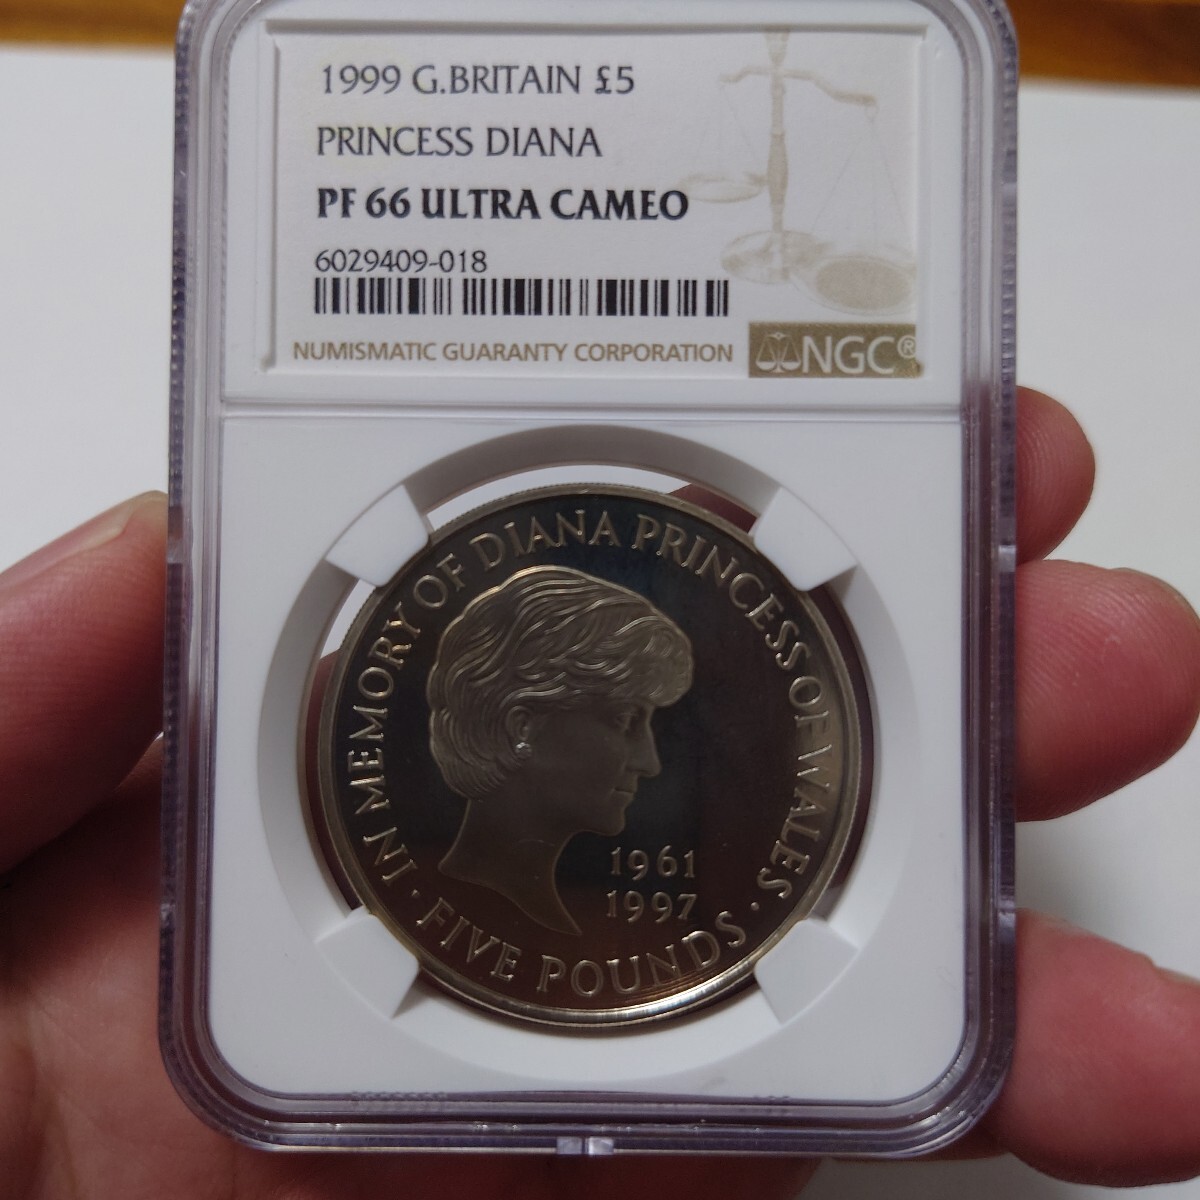 1999 G.BRITAIN £5
PRINCESS DIANA
PF 66 ULTRA CAMEO
6029409-018
NUMISMATIC GUARANTY CORPORATION
NGC®
IN MEMORY OF DIANA PRINCESS OF WALES
1961
1997
· FIVE POUNDS ·